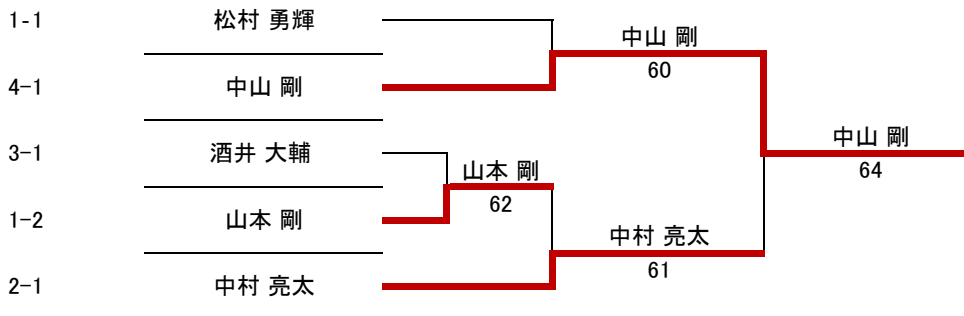 1-1 松村 勇輝
中山 剛
60
4-1 中山 剛
3-1 酒井 大輔
中山 剛
64
山本 剛
62
1-2 山本 剛
中村 亮太
61
2-1 中村 亮太